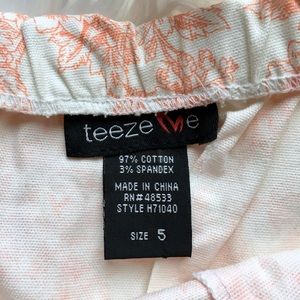 teeze me
97% COTTON
3% SPANDEX
MADE IN CHINA
RN#48533
STYLE H71040
SIZE 5